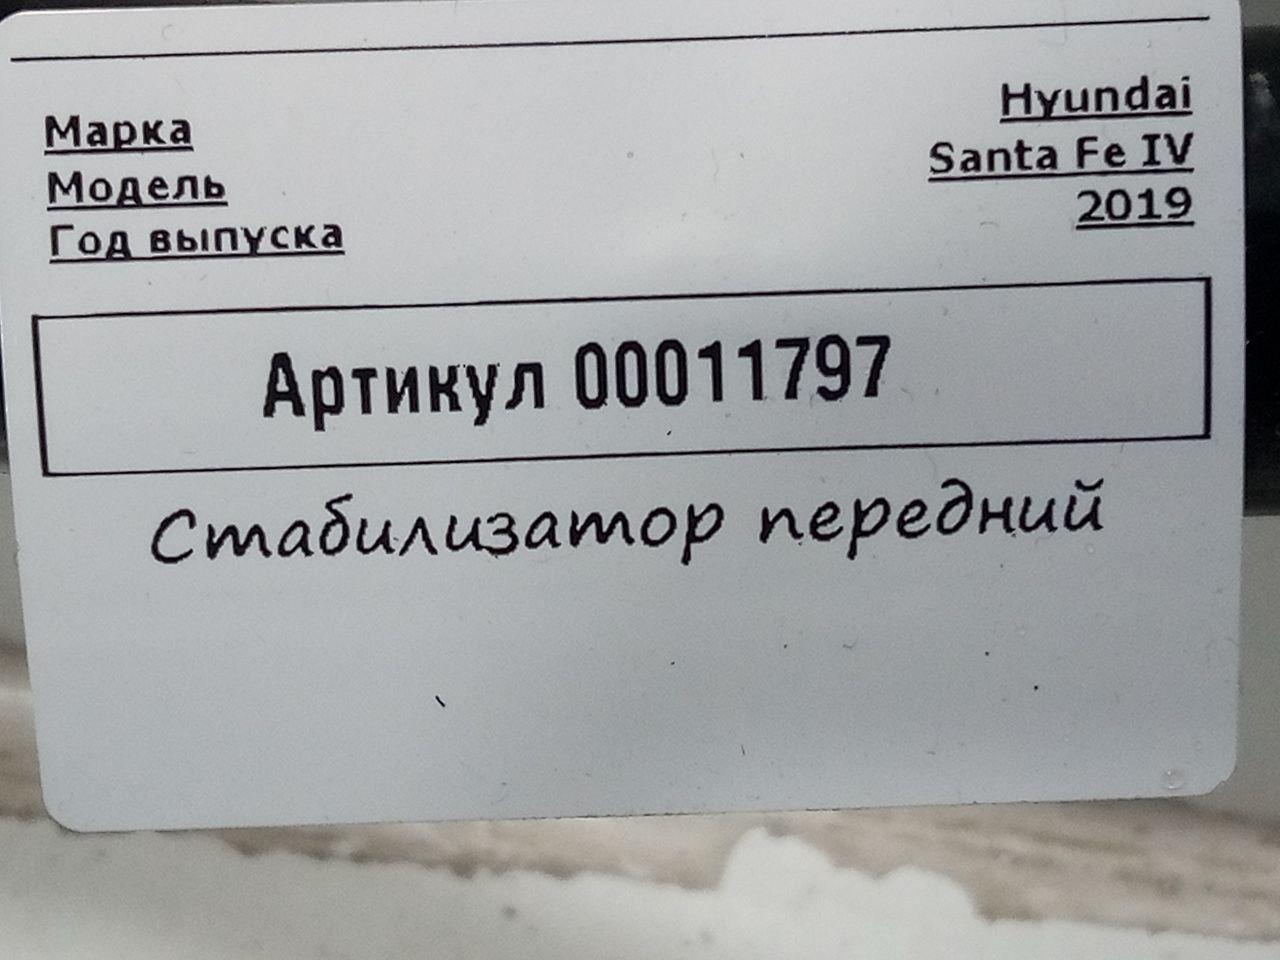 Марка Hyundai
Модель Santa Fe IV
Год выпуска 2019
Артикул 00011797
Стабилизатор передний